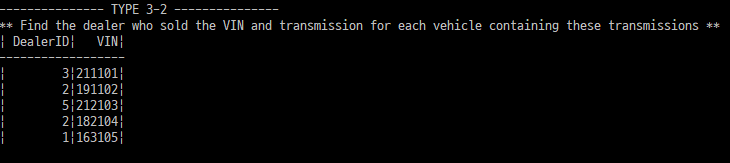 --------------- TYPE 3-2 ---------------
** Find the dealer who sold the VIN and transmission for each vehicle containing these transmissions **
¦ DealerID¦   VIN¦
------------------
¦        3¦211101¦
¦        2¦191102¦
¦        5¦212103¦
¦        2¦182104¦
¦        1¦163105¦